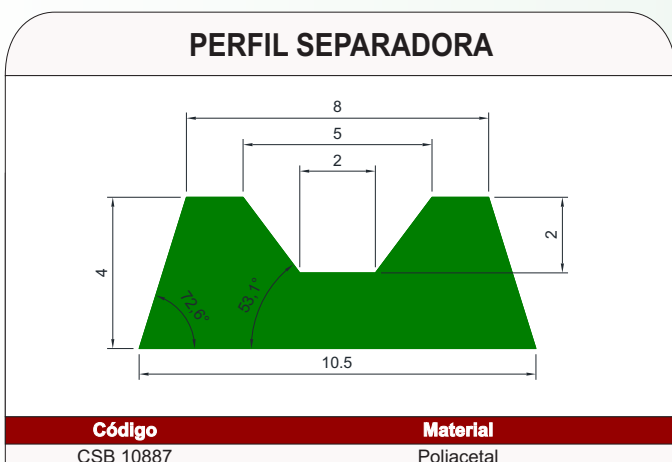 PERFIL SEPARADORA
8
5
2
4
2
72,6°
53,1°
10.5
Código Material
CSB 10887 Poliacetal